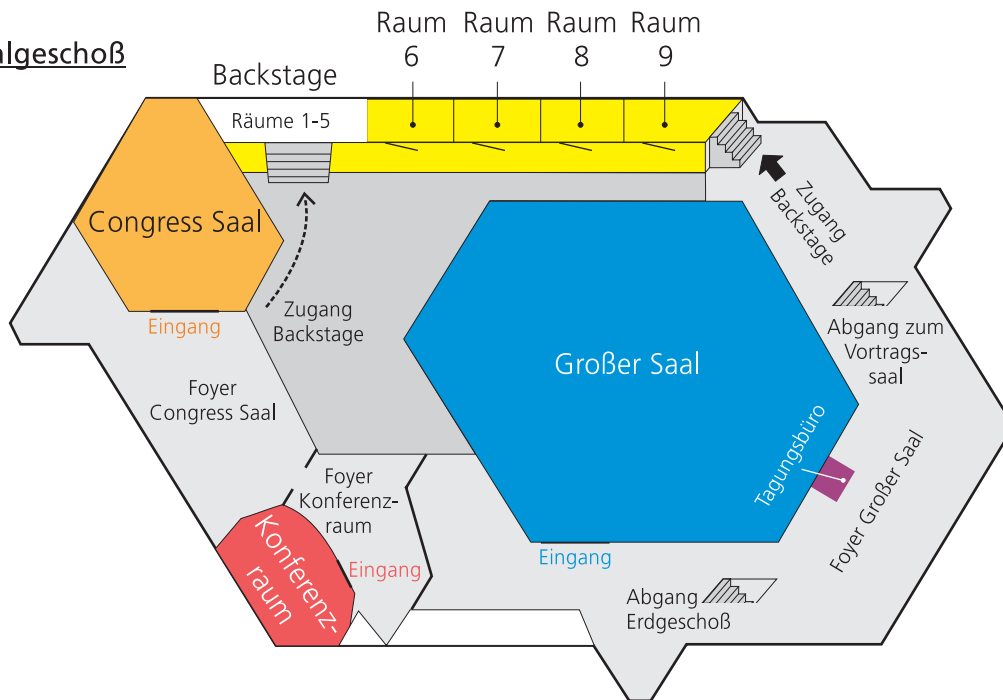 algeschoß
Backstage
Raum
6
Raum
7
Raum
8
Raum
9
Räume 1-5
Zugang
Backstage
Congress Saal
Eingang
Zugang
Backstage
Großer Saal
Abgang zum
Vortrags-
saal
Foyer
Congress Saal
Tagungsbüro
Foyer Großer Saal
Foyer
Konferenz-
raum
Konferenz-
raum
Eingang
Eingang
Abgang
Erdgeschoß